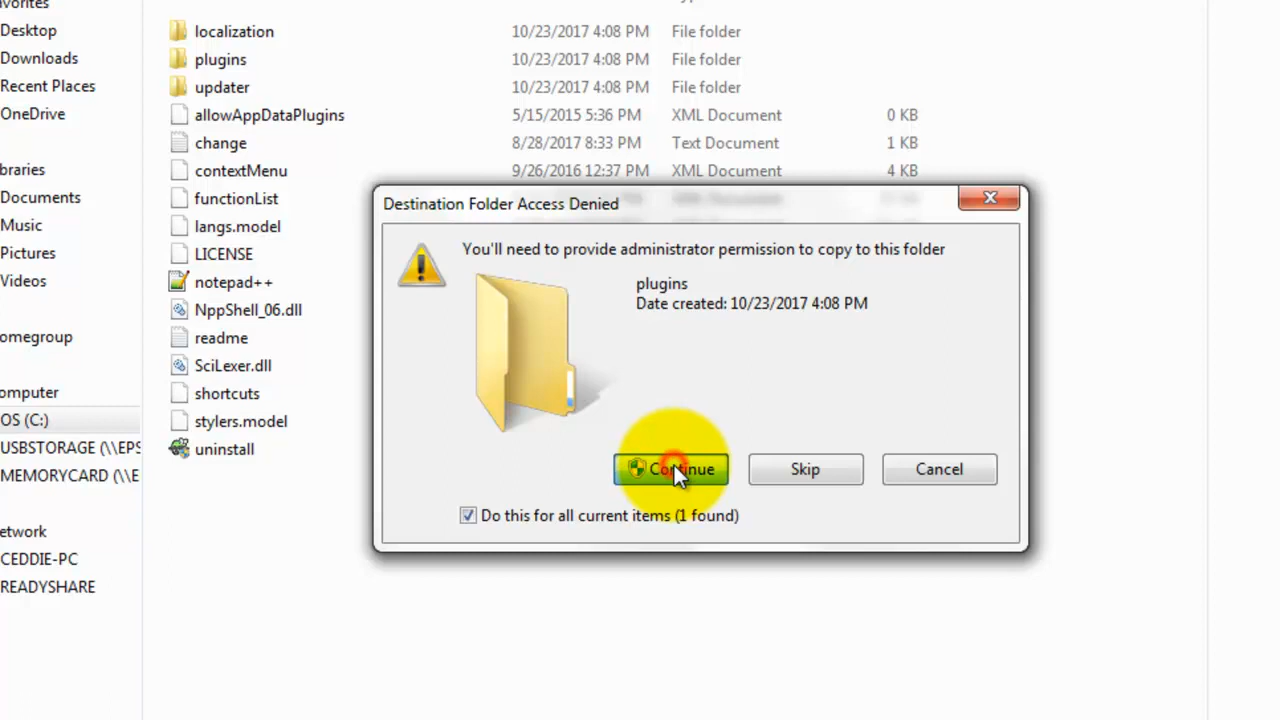 avorites
Desktop
Downloads
Recent Places
OneDrive
braries
Documents
Music
Pictures
Videos
omegroup
omputer
OS (C:)
USBSTORAGE (\\EPS
MEMORYCARD (\\E
etwork
CEDDIE-PC
READYSHARE
localization 10/23/2017 4:08 PM File folder
plugins 10/23/2017 4:08 PM File folder
updater 10/23/2017 4:08 PM File folder
allowAppDataPlugins 5/15/2015 5:36 PM XML Document 0 KB
change 8/28/2017 8:33 PM Text Document 1 KB
contextMenu 9/26/2016 12:37 PM XML Document 4 KB
functionList
langs.model
LICENSE
notepad++
NppShell_06.dll
readme
SciLexer.dll
shortcuts
stylers.model
uninstall
Destination Folder Access Denied
You'll need to provide administrator permission to copy to this folder
plugins
Date created: 10/23/2017 4:08 PM
Continue Skip Cancel
Do this for all current items (1 found)